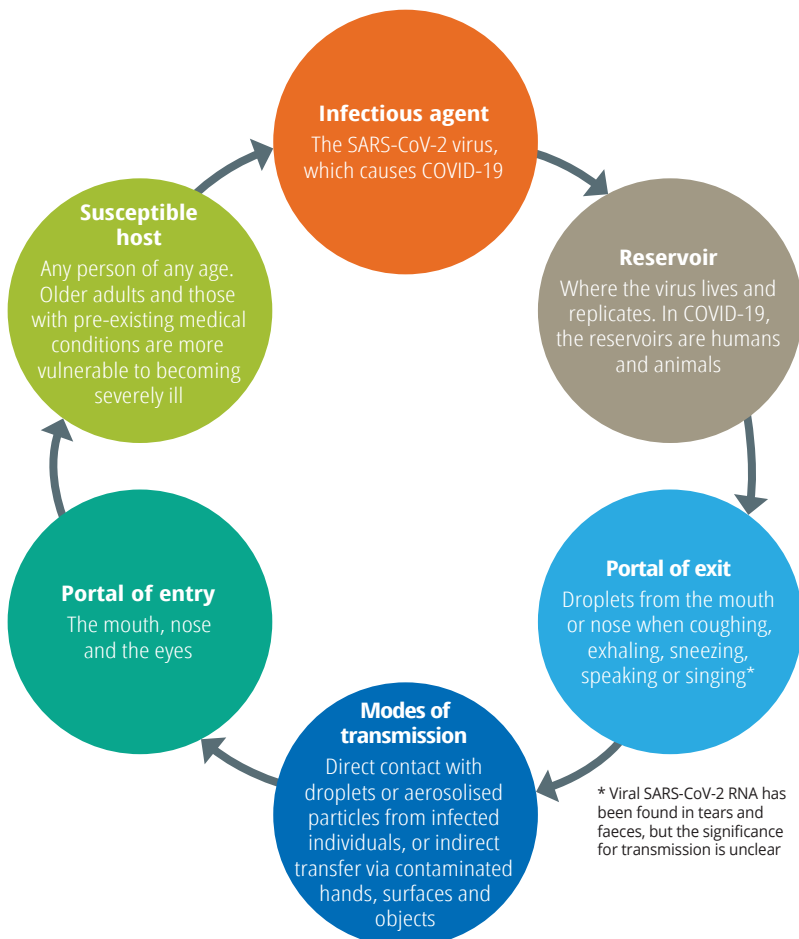 Infectious agent
The SARS-CoV-2 virus,
which causes COVID-19
Reservoir
Where the virus lives and
replicates. In COVID-19,
the reservoirs are humans
and animals
Portal of exit
Droplets from the mouth
or nose when coughing,
exhaling, sneezing,
speaking or singing*
* Viral SARS-CoV-2 RNA has
been found in tears and
faeces, but the significance
for transmission is unclear
Modes of
transmission
Direct contact with
droplets or aerosolised
particles from infected
individuals, or indirect
transfer via contaminated
hands, surfaces and
objects
Portal of entry
The mouth, nose
and the eyes
Susceptible
host
Any person of any age.
Older adults and those
with pre-existing medical
conditions are more
vulnerable to becoming
severely ill